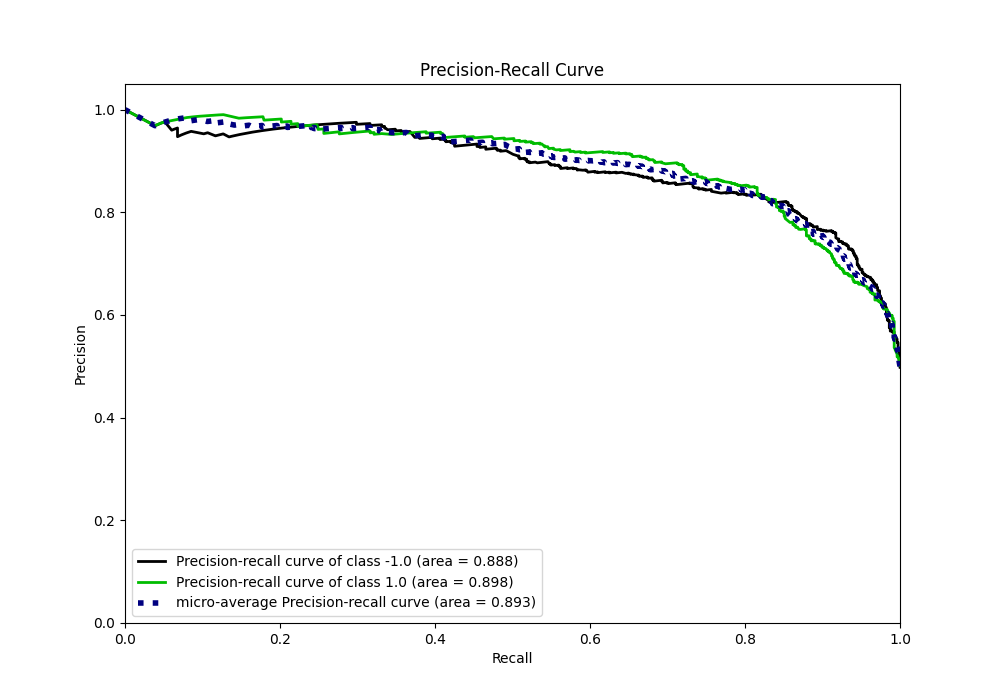 Precision-Recall Curve
1.0
0.8
0.6
0.4
0.2
0.0
Precision
Precision-recall curve of class -1.0 (area = 0.888)
Precision-recall curve of class 1.0 (area = 0.898)
micro-average Precision-recall curve (area = 0.893)
0.0 0.2 0.4 0.6 0.8 1.0
Recall